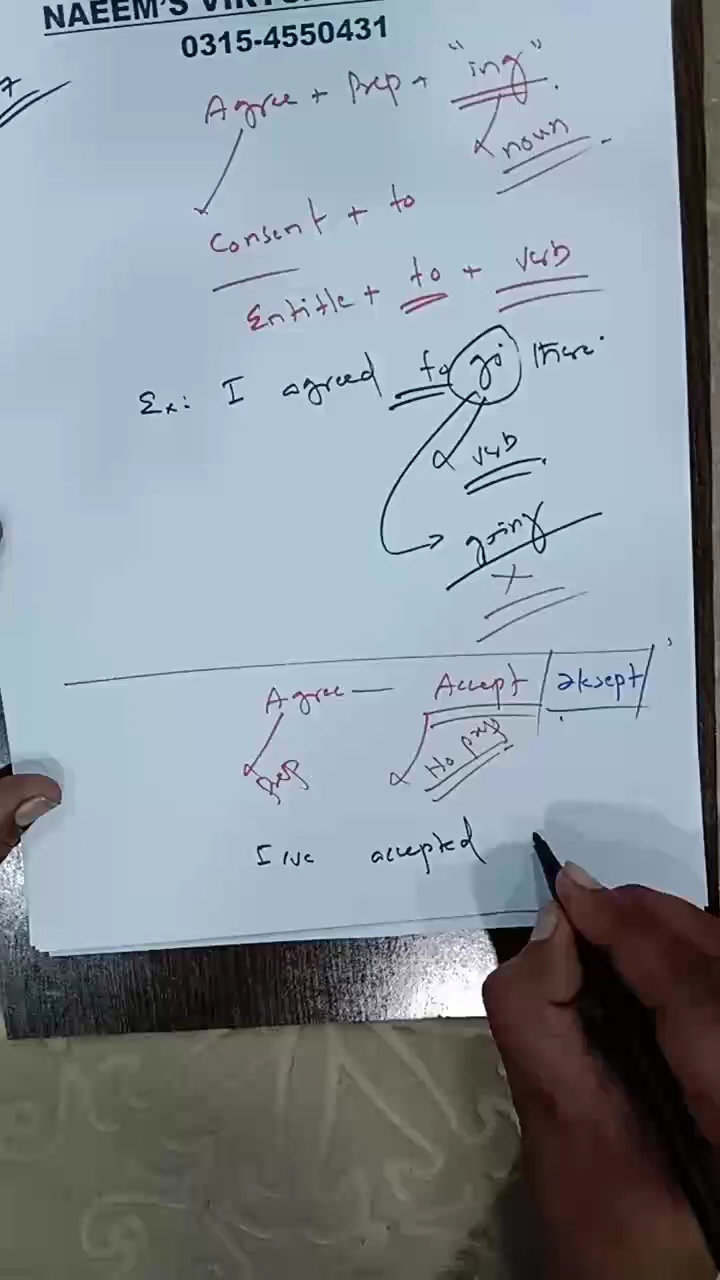 NAEEM'S
0315-4550431
Agree + Prep + "ing"
noun
Consent + to
Entitle + to + verb
Ex: I agreed to go there.
verb
going
Agree — Accept əksept
prep No prep
I've accepted